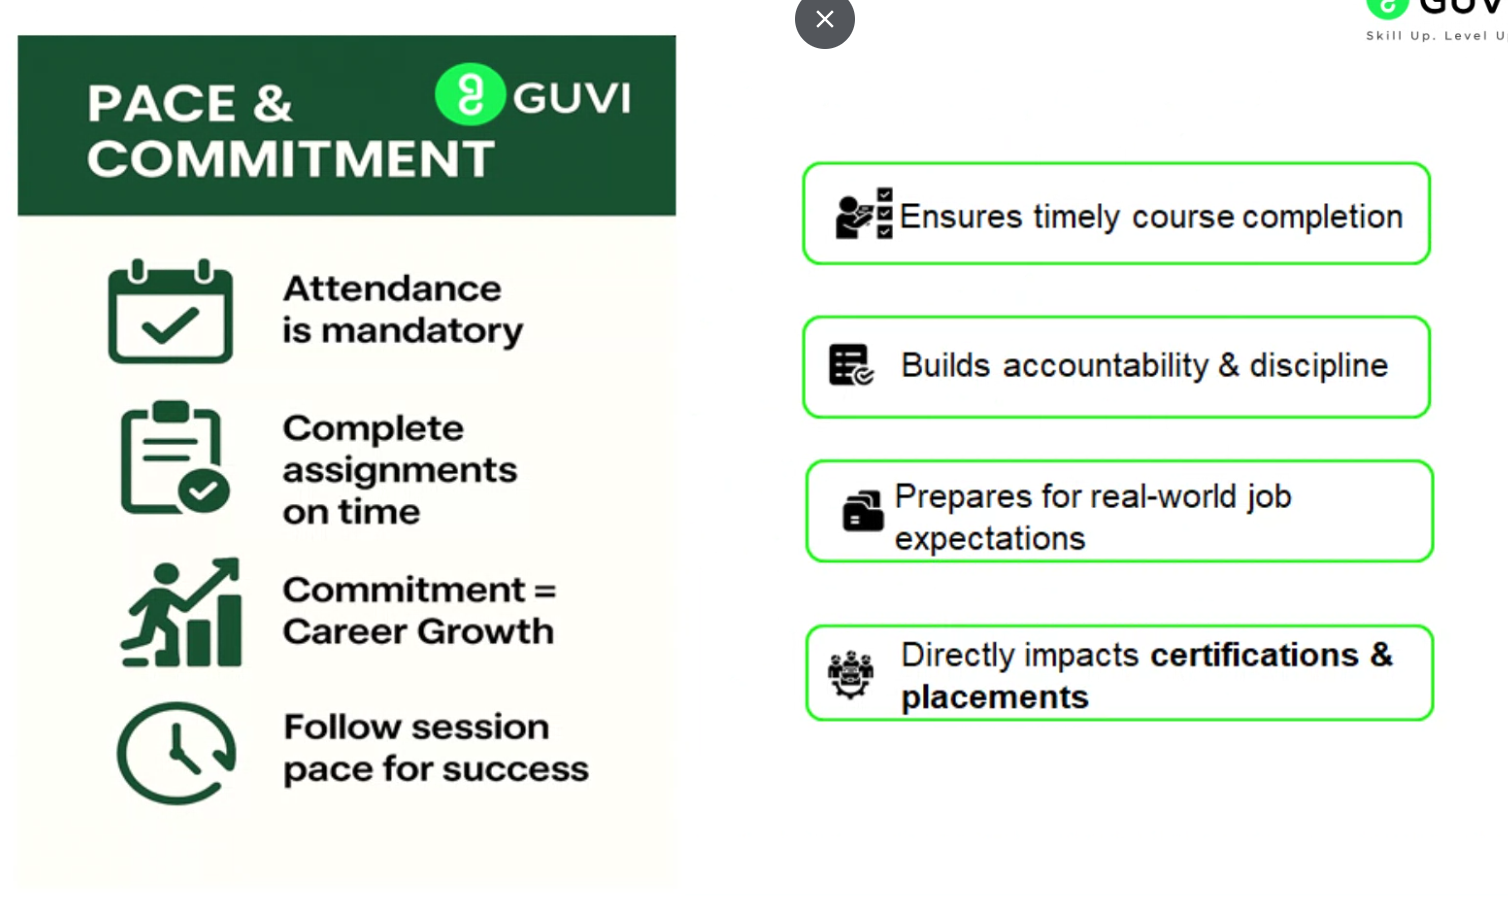 PACE &
COMMITMENT
GUVI
Attendance
is mandatory
Complete
assignments
on time
Commitment =
Career Growth
Follow session
pace for success
Skill Up. Level
Ensures timely course completion
Builds accountability & discipline
Prepares for real-world job
expectations
Directly impacts certifications &
placements